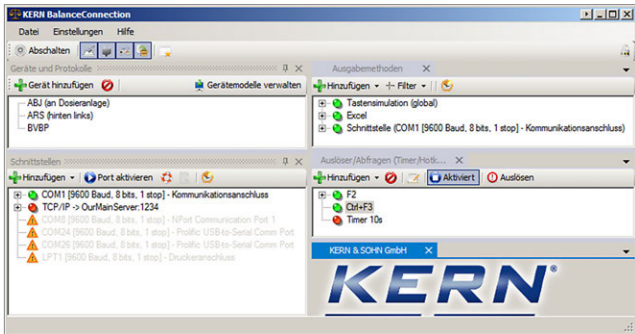 KERN BalanceConnection
Datei Einstellungen Hilfe
Abschalten
Geräte und Protokolle
Gerät hinzufügen Gerätemodelle verwalten
ABJ (an Dosieranlage)
ARS (hinten links)
BVBP
Ausgabemethoden
Hinzufügen Filter
Tastensimulation (global)
Excel
Schnittstelle (COM1 [9600 Baud, 8 bits, 1 stop] - Kommunikationsanschluss)
Schnittstellen
Hinzufügen Port aktivieren
COM1 [9600 Baud, 8 bits, 1 stop] - Kommunikationsanschluss
TCP/IP -> OurMainServer:1234
COM8 [9600 Baud, 8 bits, 1 stop] - NPort Communication Port 1
COM24 [9600 Baud, 8 bits, 1 stop] - Prolific USB-to-Serial Comm Port
COM26 [9600 Baud, 8 bits, 1 stop] - Prolific USB-to-Serial Comm Port
LPT1 [9600 Baud, 8 bits, 1 stop] - Druckeranschluss
Auslöser/Abfragen (Timer/Hotk...
Hinzufügen Aktiviert Auslösen
F2
Ctrl+F3
Timer 10s
KERN & SOHN GmbH
KERN®